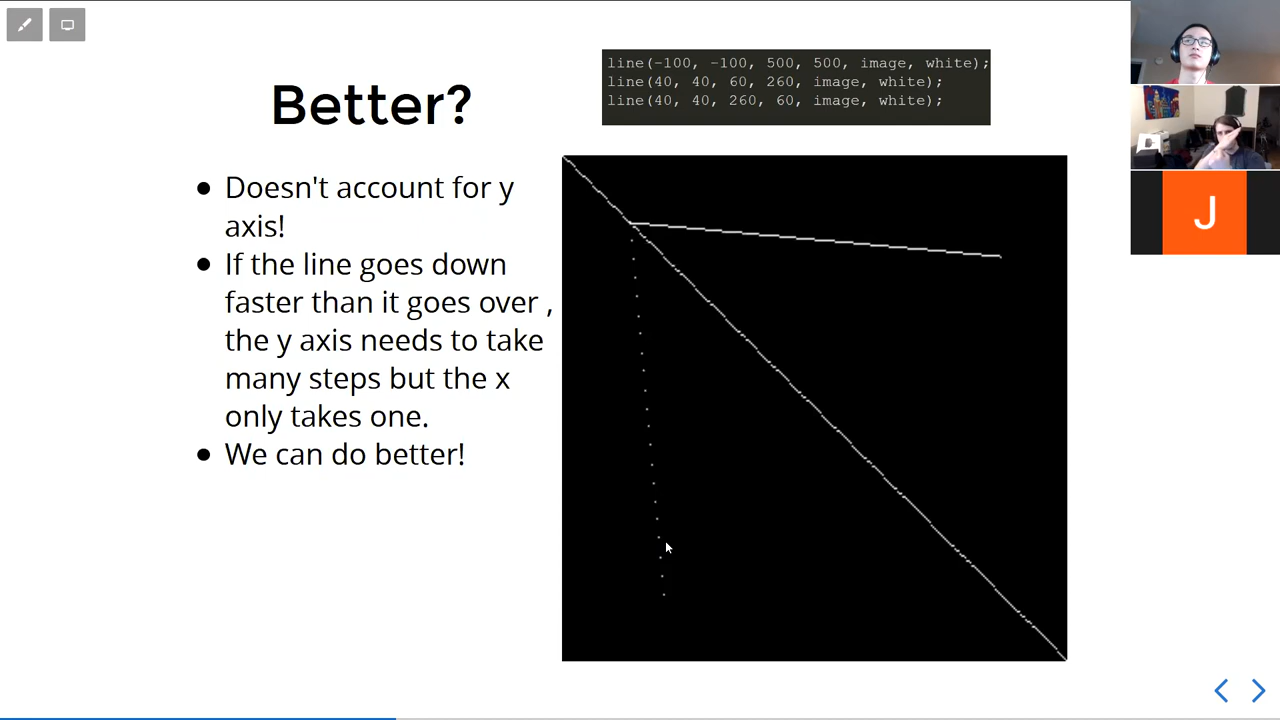 Better?
line(-100, -100, 500, 500, image, white);
line(40, 40, 60, 260, image, white);
line(40, 40, 260, 60, image, white);
• Doesn't account for y
axis!
• If the line goes down
faster than it goes over ,
the y axis needs to take
many steps but the x
only takes one.
• We can do better!
J